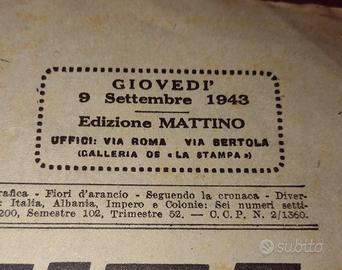 GIOVEDI'
9 Settembre 1943
Edizione MATTINO
UFFICI: VIA ROMA VIA BERTOLA
(GALLERIA DE «LA STAMPA»)
rafica - Fiori d'arancio - Seguendo la cronaca - Diver-
: Italia, Albania, Impero e Colonie: Sei numeri setti-
200, Semestre 102, Trimestre 52. — C. C. P. N. 2/1360.
subito